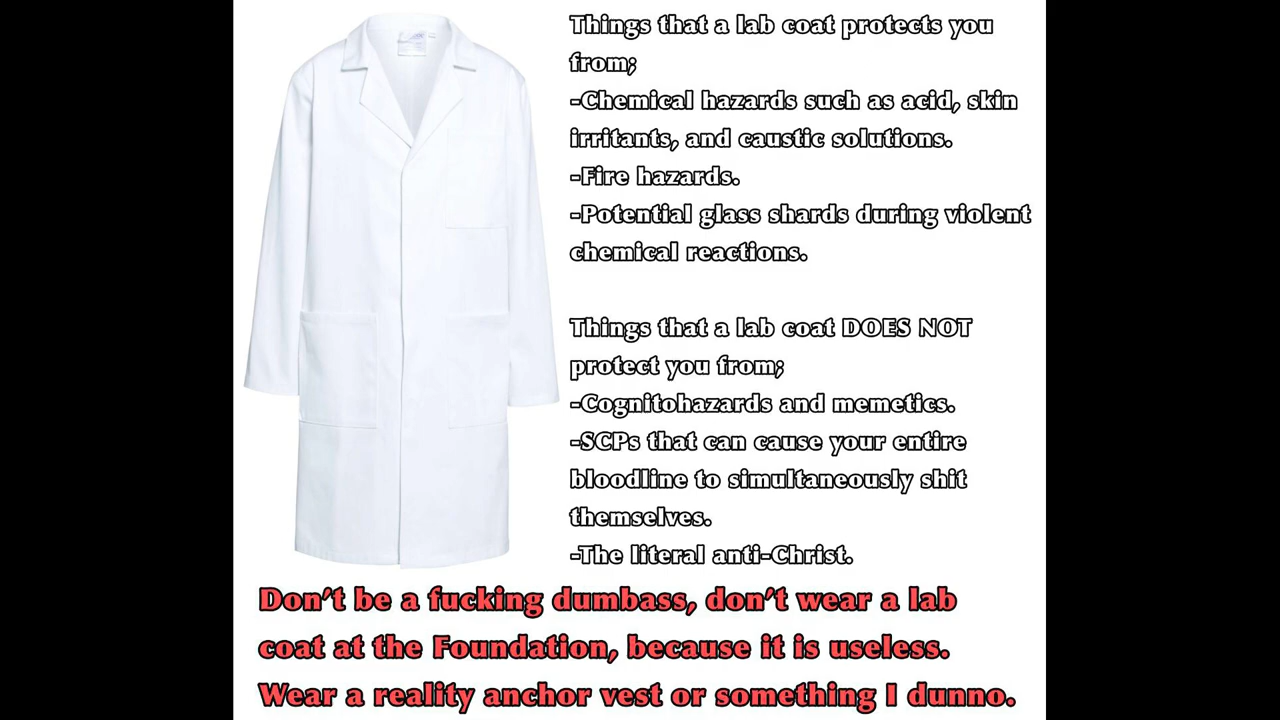 Things that a lab coat protects you
from;
-Chemical hazards such as acid, skin
irritants, and caustic solutions.
-Fire hazards.
-Potential glass shards during violent
chemical reactions.
Things that a lab coat DOES NOT
protect you from;
-Cognitohazards and memetics.
-SCPs that can cause your entire
bloodline to simultaneously shit
themselves.
-The literal anti-Christ.
Don't be a fucking dumbass, don't wear a lab
coat at the Foundation, because it is useless.
Wear a reality anchor vest or something I dunno.